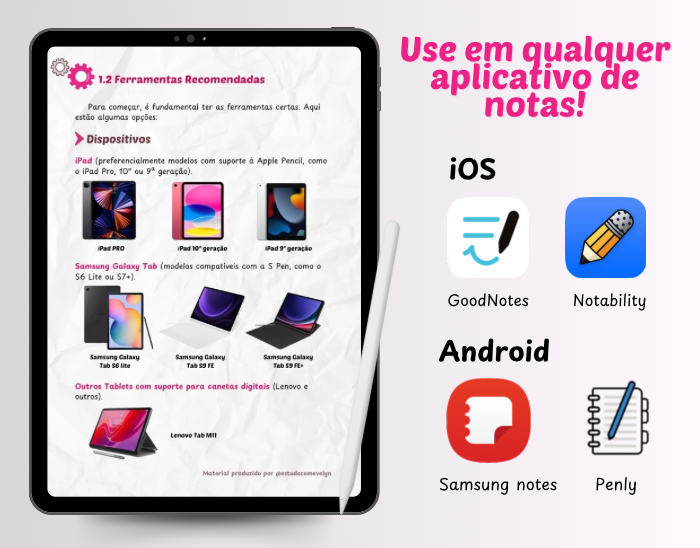 1.2 Ferramentas Recomendadas
Para começar, é fundamental ter as ferramentas certas. Aqui
estão algumas opções:
Dispositivos
iPad (preferencialmente modelos com suporte á Apple Pencil, como
o iPad Pro, 10ª ou 9ª geração).
iPad PRO
iPad 10ª geração
iPad 9ª geração
Samsung Galaxy Tab (modelos compatíveis com a S Pen, como o
S6 Lite ou S7+).
Samsung Galaxy
Tab S6 lite
Samsung Galaxy
Tab S9 FE
Samsung Galaxy
Tab S9 FE+
Outros Tablets com suporte para canetas digitais (Lenovo e
outros).
Lenovo Tab M11
Material produzido por @estudecomevelyn
Use em qualquer
aplicativo de
notas!
iOS
GoodNotes
Notability
Android
Samsung notes
Penly